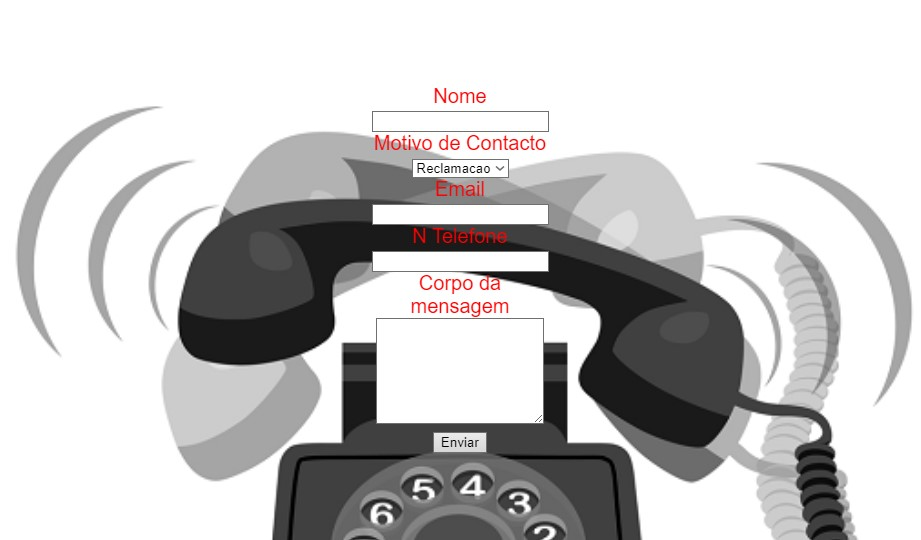 Nome
Motivo de Contacto
Reclamacao
Email
N Telefone
Corpo da
mensagem
Enviar
5 4
6 3
2